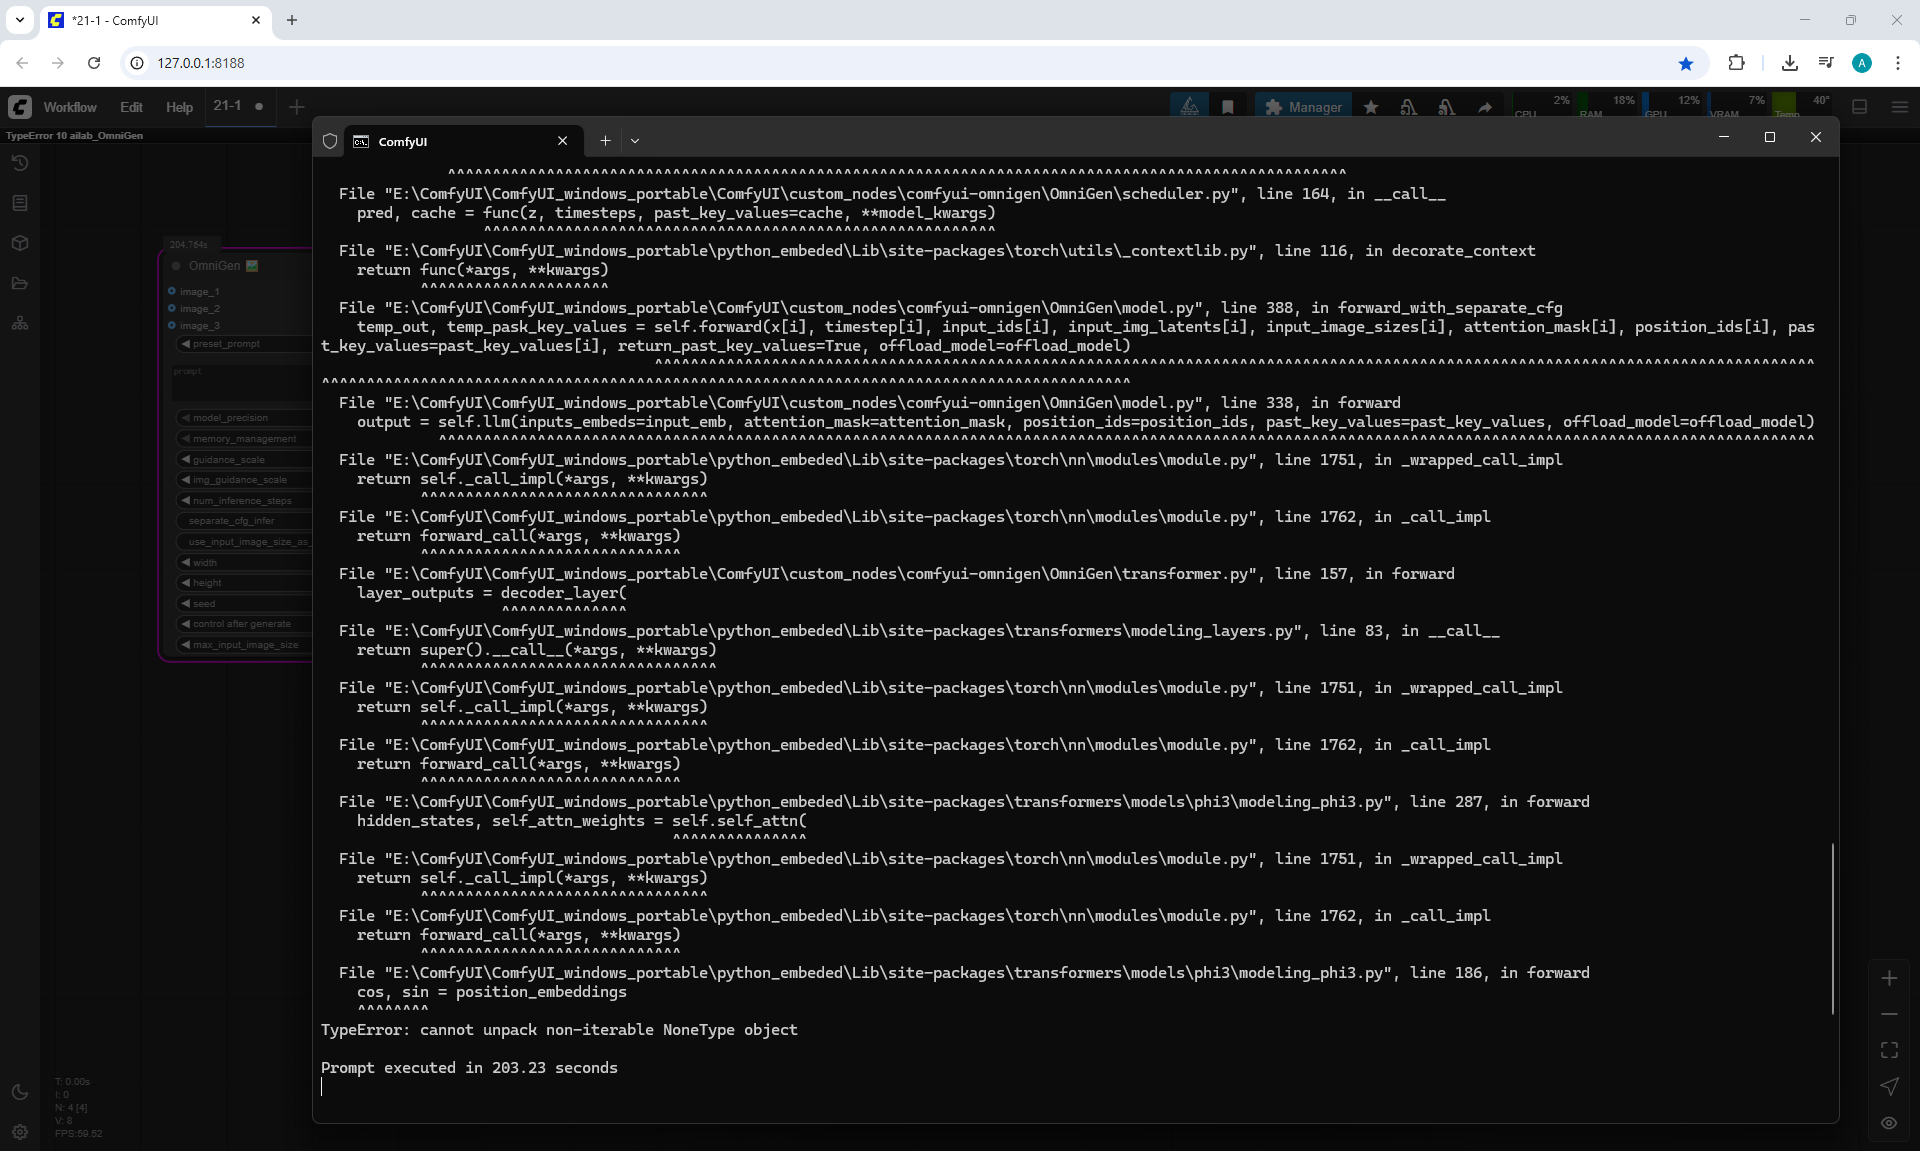 *21-1 - ComfyUI
127.0.0.1:8188
Workflow Edit Help 21-1
Manager
2% 18% 12% 7% 40°
CPU RAM GPU VRAM Temp
TypeError 10 ailab_OmniGen
ComfyUI
204.764s
OmniGen
image_1
image_2
image_3
preset_prompt
prompt
model_precision
memory_management
guidance_scale
img_guidance_scale
num_inference_steps
separate_cfg_infer
use_input_image_size_as_
width
height
seed
control after generate
max_input_image_size
^^^^^^^^^^^^^^^^^^^^^^^^^^^^^^^^^^^^^^^^^^^^^^^^^^^^^^^^^^^^^^^^^^^^^^^^^^^^^^^^^^^^^^^^^^^^^^^^^^^^
File "E:\ComfyUI\ComfyUI_windows_portable\ComfyUI\custom_nodes\comfyui-omnigen\OmniGen\scheduler.py", line 164, in __call__
pred, cache = func(z, timesteps, past_key_values=cache, **model_kwargs)
^^^^^^^^^^^^^^^^^^^^^^^^^^^^^^^^^^^^^^^^^^^^^^^^^^^^^^^^^
File "E:\ComfyUI\ComfyUI_windows_portable\python_embeded\Lib\site-packages\torch\utils\_contextlib.py", line 116, in decorate_context
return func(*args, **kwargs)
^^^^^^^^^^^^^^^^^^^^^
File "E:\ComfyUI\ComfyUI_windows_portable\ComfyUI\custom_nodes\comfyui-omnigen\OmniGen\model.py", line 388, in forward_with_separate_cfg
temp_out, temp_pask_key_values = self.forward(x[i], timestep[i], input_ids[i], input_img_latents[i], input_image_sizes[i], attention_mask[i], position_ids[i], pas
t_key_values=past_key_values[i], return_past_key_values=True, offload_model=offload_model)
^^^^^^^^^^^^^^^^^^^^^^^^^^^^^^^^^^^^^^^^^^^^^^^^^^^^^^^^^^^^^^^^^^^^^^^^^^^^^^^^^^^^^^^^^^^^^^^^^^^^^^^^^^^^^^^^^^^^^^^^^^^^^^^^^
^^^^^^^^^^^^^^^^^^^^^^^^^^^^^^^^^^^^^^^^^^^^^^^^^^^^^^^^^^^^^^^^^^^^^^^^^^^^^^^^^^^^^^^^^^
File "E:\ComfyUI\ComfyUI_windows_portable\ComfyUI\custom_nodes\comfyui-omnigen\OmniGen\model.py", line 338, in forward
output = self.llm(inputs_embeds=input_emb, attention_mask=attention_mask, position_ids=position_ids, past_key_values=past_key_values, offload_model=offload_model)
^^^^^^^^^^^^^^^^^^^^^^^^^^^^^^^^^^^^^^^^^^^^^^^^^^^^^^^^^^^^^^^^^^^^^^^^^^^^^^^^^^^^^^^^^^^^^^^^^^^^^^^^^^^^^^^^^^^^^^^^^^^^^^^^^^^^^^^^^^^^^^^^^^^^^^^^^
File "E:\ComfyUI\ComfyUI_windows_portable\python_embeded\Lib\site-packages\torch\nn\modules\module.py", line 1751, in _wrapped_call_impl
return self._call_impl(*args, **kwargs)
^^^^^^^^^^^^^^^^^^^^^^^^^^^^^^^^
File "E:\ComfyUI\ComfyUI_windows_portable\python_embeded\Lib\site-packages\torch\nn\modules\module.py", line 1762, in _call_impl
return forward_call(*args, **kwargs)
^^^^^^^^^^^^^^^^^^^^^^^^^^^^^
File "E:\ComfyUI\ComfyUI_windows_portable\ComfyUI\custom_nodes\comfyui-omnigen\OmniGen\transformer.py", line 157, in forward
layer_outputs = decoder_layer(
^^^^^^^^^^^^^^
File "E:\ComfyUI\ComfyUI_windows_portable\python_embeded\Lib\site-packages\transformers\modeling_layers.py", line 83, in __call__
return super().__call__(*args, **kwargs)
^^^^^^^^^^^^^^^^^^^^^^^^^^^^^^^^^
File "E:\ComfyUI\ComfyUI_windows_portable\python_embeded\Lib\site-packages\torch\nn\modules\module.py", line 1751, in _wrapped_call_impl
return self._call_impl(*args, **kwargs)
^^^^^^^^^^^^^^^^^^^^^^^^^^^^^^^^
File "E:\ComfyUI\ComfyUI_windows_portable\python_embeded\Lib\site-packages\torch\nn\modules\module.py", line 1762, in _call_impl
return forward_call(*args, **kwargs)
^^^^^^^^^^^^^^^^^^^^^^^^^^^^^
File "E:\ComfyUI\ComfyUI_windows_portable\python_embeded\Lib\site-packages\transformers\models\phi3\modeling_phi3.py", line 287, in forward
hidden_states, self_attn_weights = self.self_attn(
^^^^^^^^^^^^^^^
File "E:\ComfyUI\ComfyUI_windows_portable\python_embeded\Lib\site-packages\torch\nn\modules\module.py", line 1751, in _wrapped_call_impl
return self._call_impl(*args, **kwargs)
^^^^^^^^^^^^^^^^^^^^^^^^^^^^^^^^
File "E:\ComfyUI\ComfyUI_windows_portable\python_embeded\Lib\site-packages\torch\nn\modules\module.py", line 1762, in _call_impl
return forward_call(*args, **kwargs)
^^^^^^^^^^^^^^^^^^^^^^^^^^^^^
File "E:\ComfyUI\ComfyUI_windows_portable\python_embeded\Lib\site-packages\transformers\models\phi3\modeling_phi3.py", line 186, in forward
cos, sin = position_embeddings
^^^^^^^^
TypeError: cannot unpack non-iterable NoneType object
Prompt executed in 203.23 seconds
T: 0.00s
I: 0
N: 4 [4]
V: 8
FPS:59.52